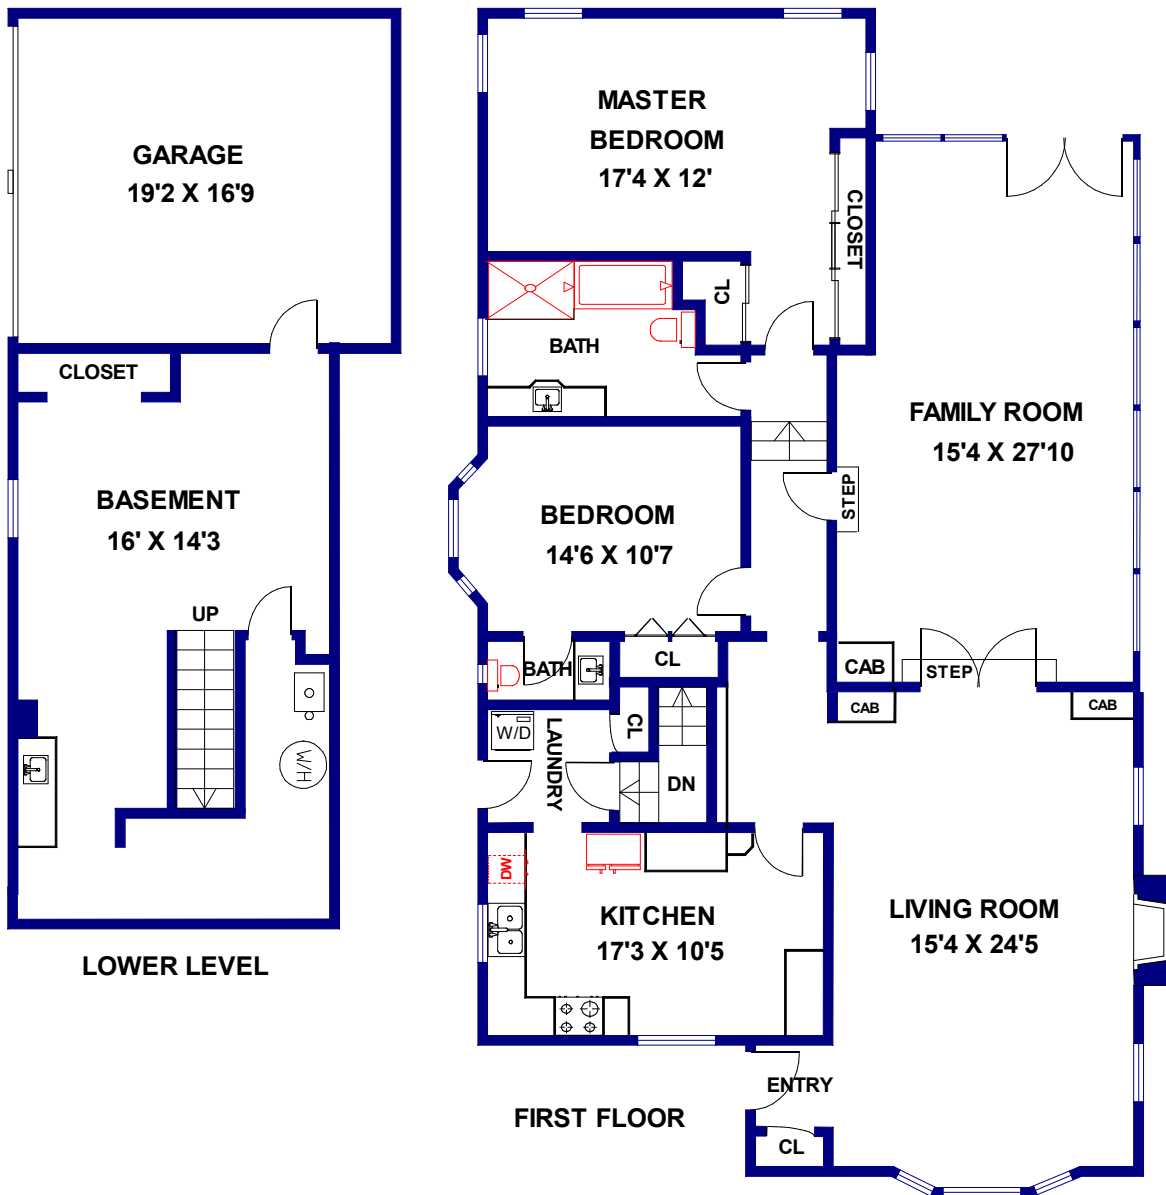 GARAGE
19'2 X 16'9
CLOSET
BASEMENT
16' X 14'3
UP
W/H
LOWER LEVEL
MASTER
BEDROOM
17'4 X 12'
CLOSET
CL
BATH
FAMILY ROOM
15'4 X 27'10
STEP
BEDROOM
14'6 X 10'7
BATH
CL
CAB
STEP
CAB
CAB
W/D
LAUNDRY
CL
DN
DW
KITCHEN
17'3 X 10'5
LIVING ROOM
15'4 X 24'5
ENTRY
CL
FIRST FLOOR